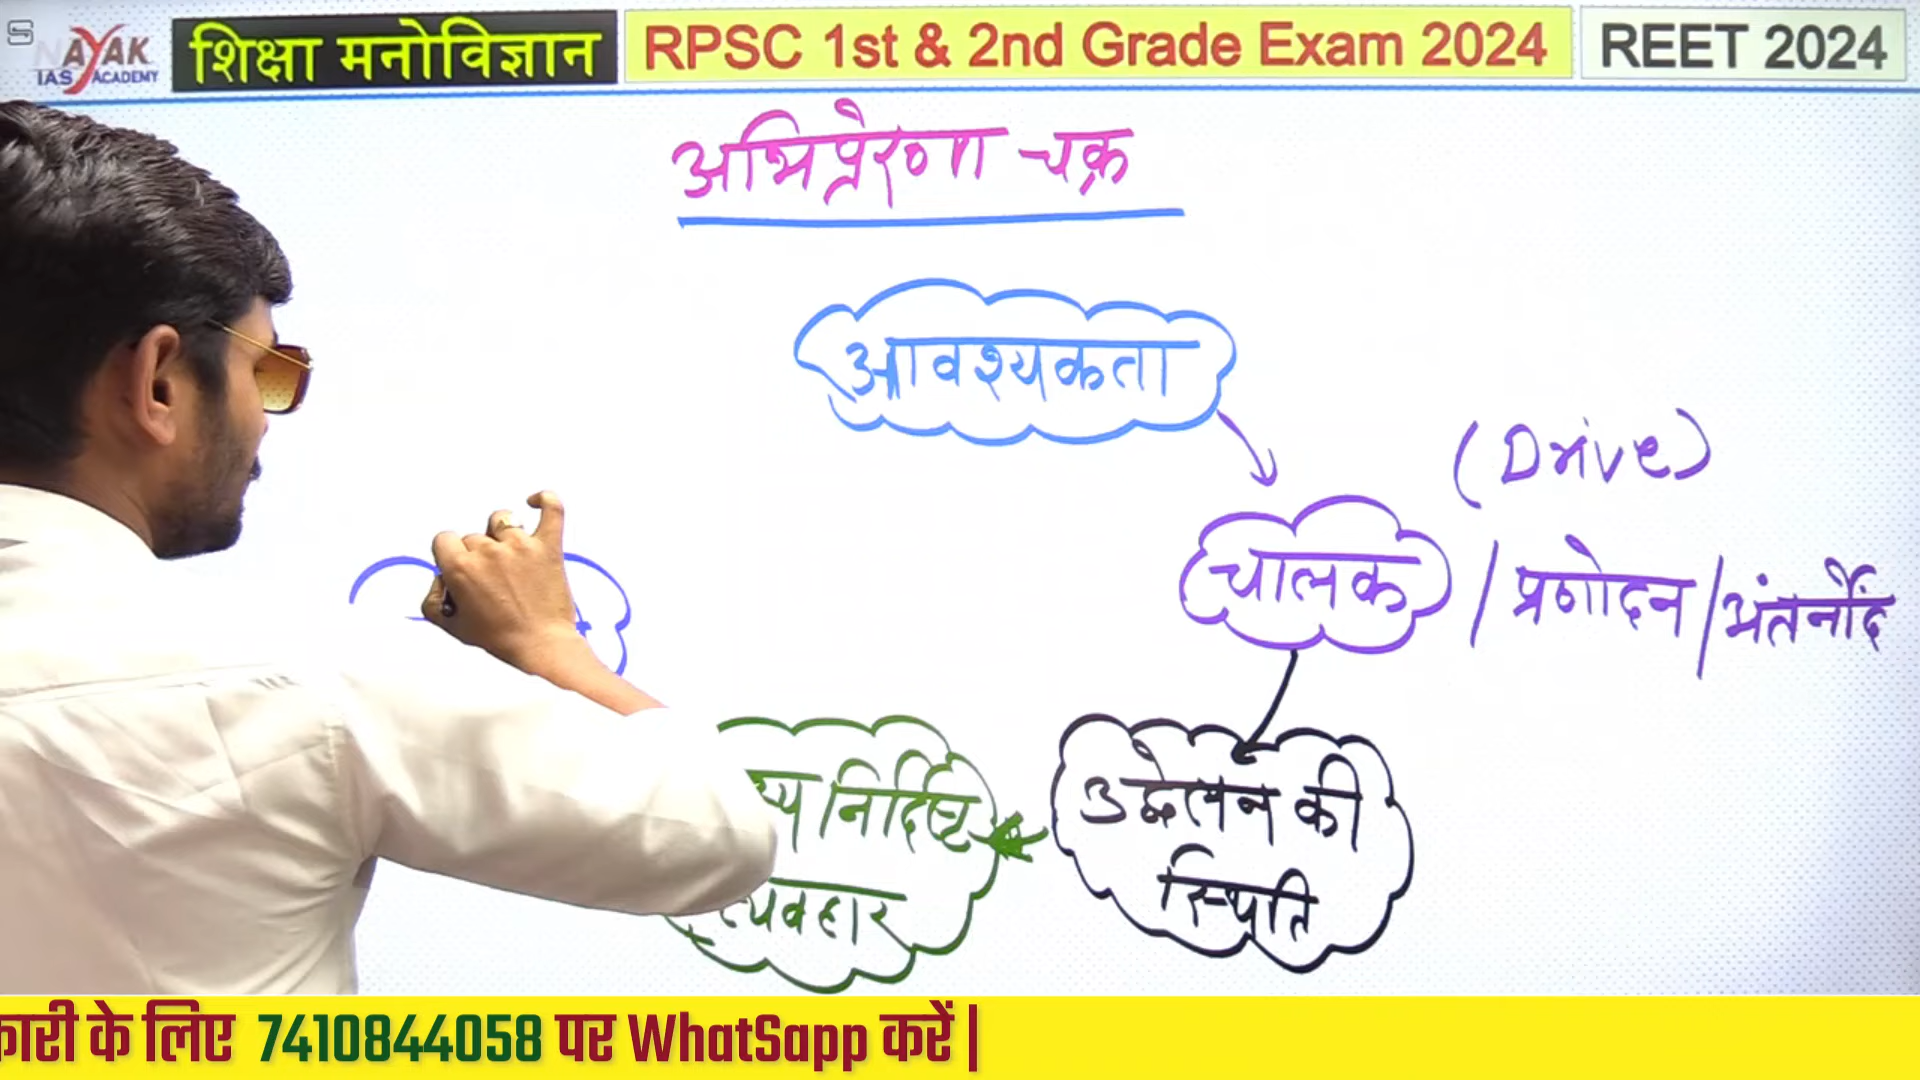 NAYAK
IAS ACADEMY
शिक्षा मनोविज्ञान
RPSC 1st & 2nd Grade Exam 2024
REET 2024
अभिप्रेरणा चक्र
आवश्यकता
(Drive)
चालक / प्रणोदन / अंतर्नोद
उद्वेलन की
स्थिति
निर्दिष्ट
व्यवहार
कारी के लिए 7410844058 पर WhatSapp करें |